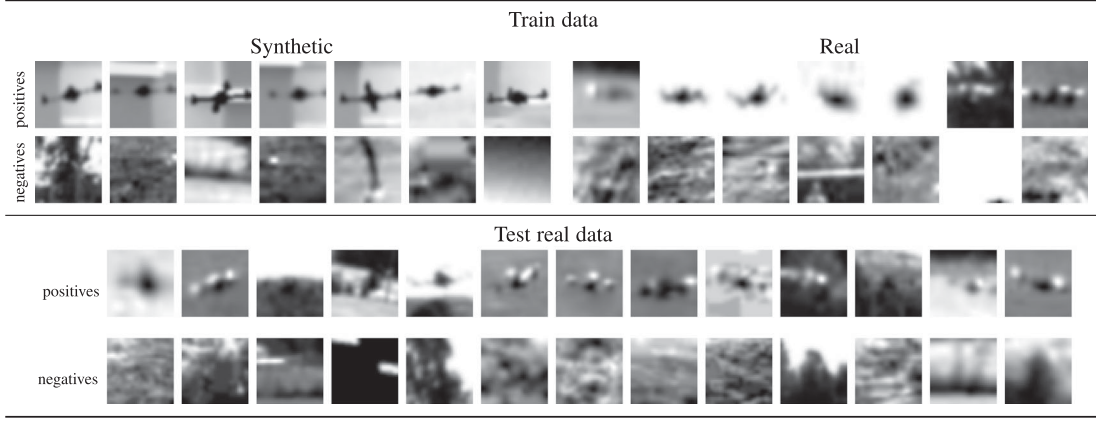 Train data
Synthetic
Real
positives
negatives
Test real data
positives
negatives